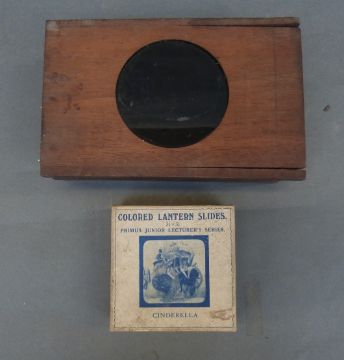 COLORED LANTERN SLIDES.
PRIMUS JUNIOR LECTURER'S SERIES.
CINDERELLA